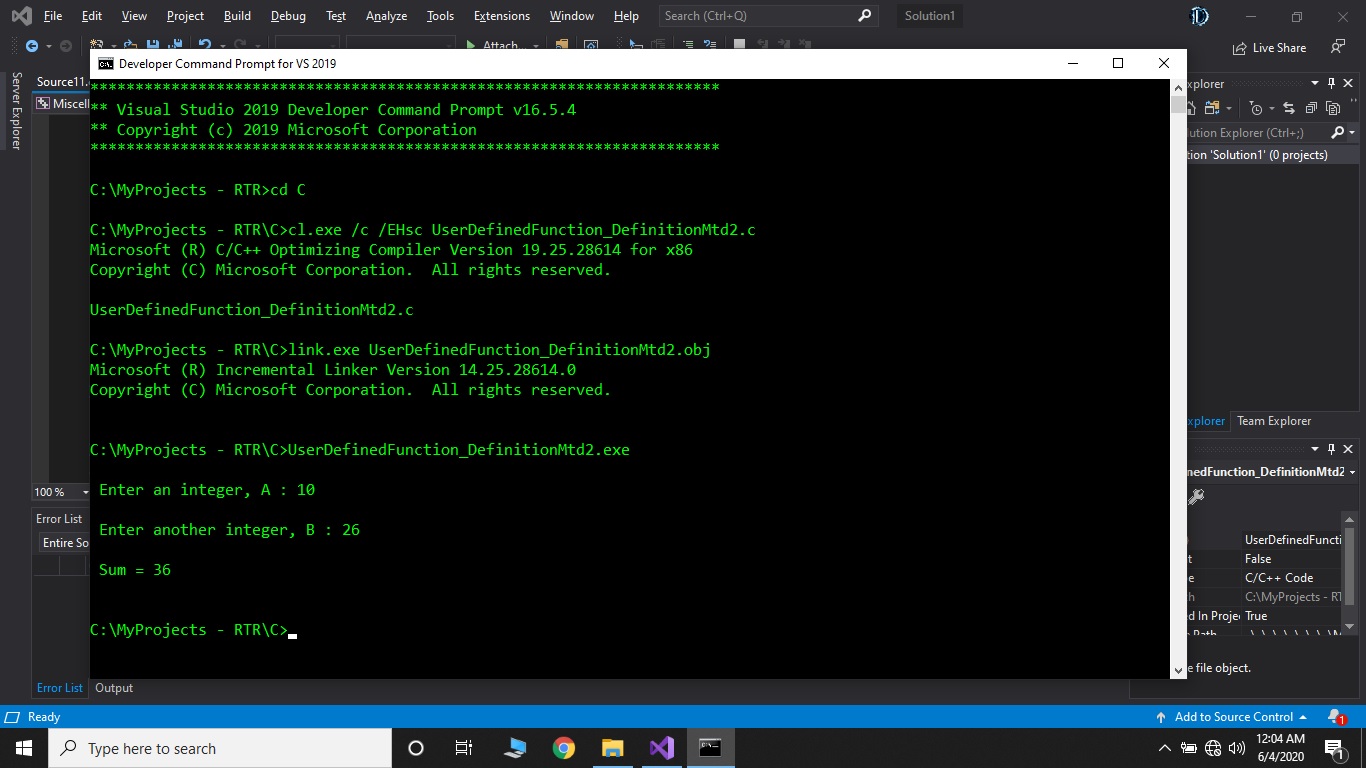 File Edit View Project Build Debug Test Analyze Tools Extensions Window Help Search (Ctrl+Q) Solution1
Attach... Live Share
Developer Command Prompt for VS 2019
Server Explorer
Source11.
Miscell
**********************************************************************
** Visual Studio 2019 Developer Command Prompt v16.5.4
** Copyright (c) 2019 Microsoft Corporation
**********************************************************************
C:\MyProjects - RTR>cd C
C:\MyProjects - RTR\C>cl.exe /c /EHsc UserDefinedFunction_DefinitionMtd2.c
Microsoft (R) C/C++ Optimizing Compiler Version 19.25.28614 for x86
Copyright (C) Microsoft Corporation.  All rights reserved.
UserDefinedFunction_DefinitionMtd2.c
C:\MyProjects - RTR\C>link.exe UserDefinedFunction_DefinitionMtd2.obj
Microsoft (R) Incremental Linker Version 14.25.28614.0
Copyright (C) Microsoft Corporation.  All rights reserved.
C:\MyProjects - RTR\C>UserDefinedFunction_DefinitionMtd2.exe
Enter an integer, A : 10
Enter another integer, B : 26
Sum = 36
C:\MyProjects - RTR\C>
xplorer
lution Explorer (Ctrl+;)
tion 'Solution1' (0 projects)
xplorer Team Explorer
nedFunction_DefinitionMtd2
UserDefinedFuncti
t False
e C/C++ Code
h C:\MyProjects - RT
d In Proje True
e file object.
100 %
Error List
Entire So
Error List Output
Ready Add to Source Control 1
Type here to search
12:04 AM
6/4/2020
1